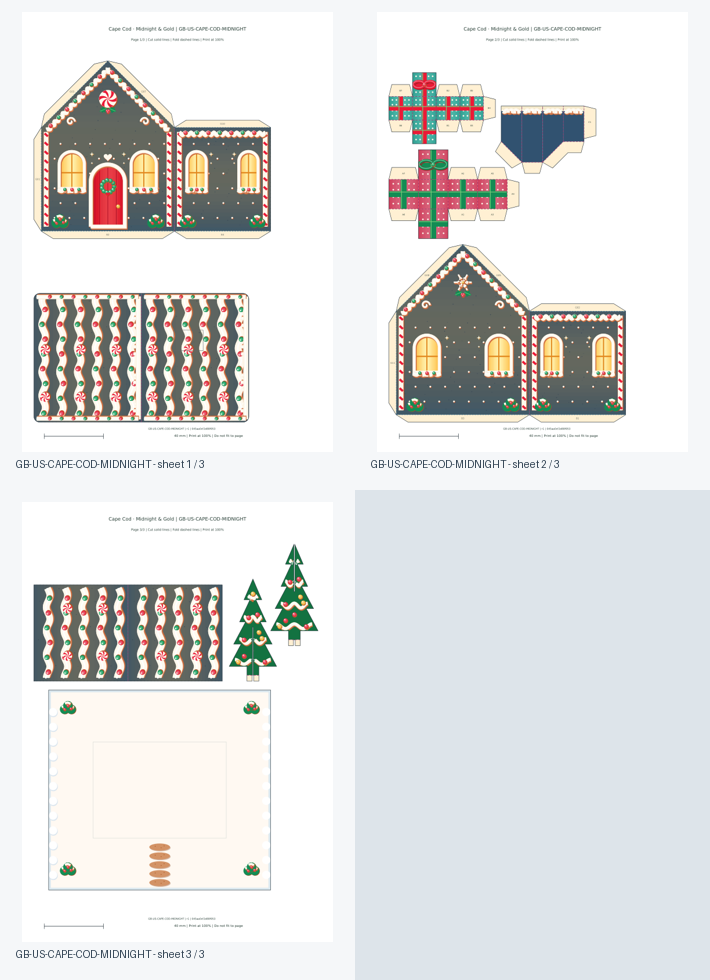 Cape Cod · Midnight & Gold | GB-US-CAPE-COD-MIDNIGHT
Page 1/3 | Cut solid lines | Fold dashed lines | Print at 100%
90 mm | Print at 100% | Do not fit to page
GB-US-CAPE-COD-MIDNIGHT - sheet 1 / 3
Cape Cod · Midnight & Gold | GB-US-CAPE-COD-MIDNIGHT
Page 2/3 | Cut solid lines | Fold dashed lines | Print at 100%
90 mm | Print at 100% | Do not fit to page
GB-US-CAPE-COD-MIDNIGHT - sheet 2 / 3
Cape Cod · Midnight & Gold | GB-US-CAPE-COD-MIDNIGHT
Page 3/3 | Cut solid lines | Fold dashed lines | Print at 100%
90 mm | Print at 100% | Do not fit to page
GB-US-CAPE-COD-MIDNIGHT - sheet 3 / 3